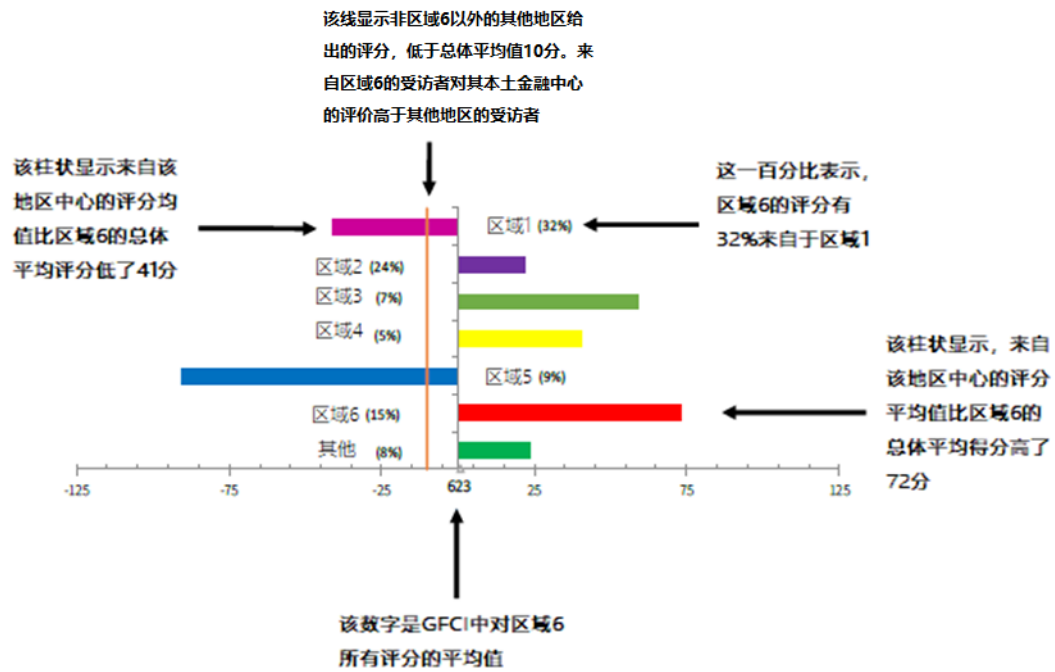 该线显示非区域6以外的其他地区给
出的评分，低于总体平均值10分。来
自区域6的受访者对其本土金融中心
的评价高于其他地区的受访者
该柱状显示来自该
地区中心的评分均
值比区域6的总体
平均评分低了41分
这一百分比表示，
区域6的评分有
32%来自于区域1
区域1 (32%)
区域2 (24%)
区域3 (7%)
区域4 (5%)
区域5 (9%)
区域6 (15%)
其他 (8%)
该柱状显示，来自
该地区中心的评分
平均值比区域6的
总体平均得分高了
72分
-125 -75 -25 623 25 75 125
该数字是GFCI中对区域6
所有评分的平均值